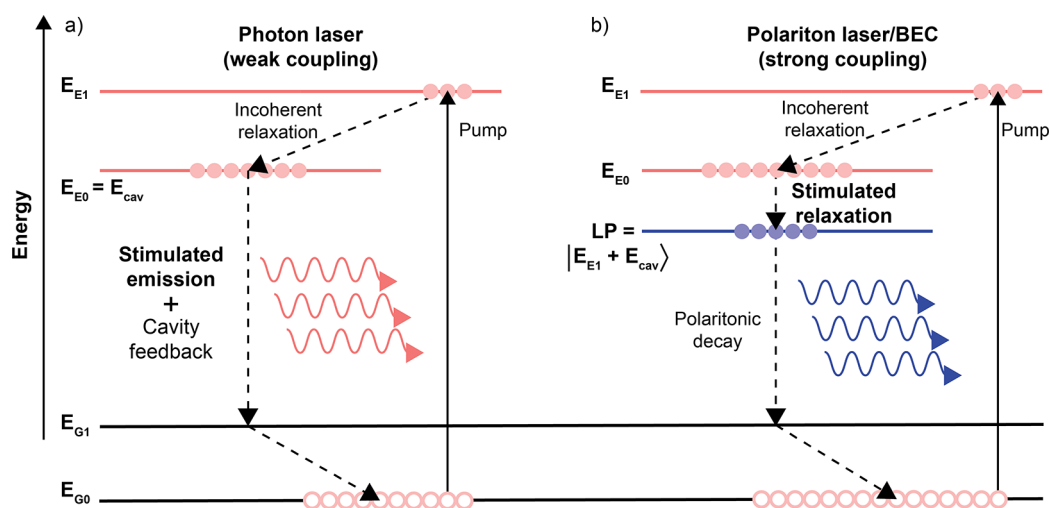 a)
Photon laser
(weak coupling)
Energy
E_E1
Incoherent
relaxation
Pump
E_E0 = E_cav
Stimulated
emission
+
Cavity
feedback
E_G1
E_G0
b)
Polariton laser/BEC
(strong coupling)
E_E1
Incoherent
relaxation
Pump
E_E0
Stimulated
relaxation
LP =
|E_E1 + E_cav⟩
Polaritonic
decay